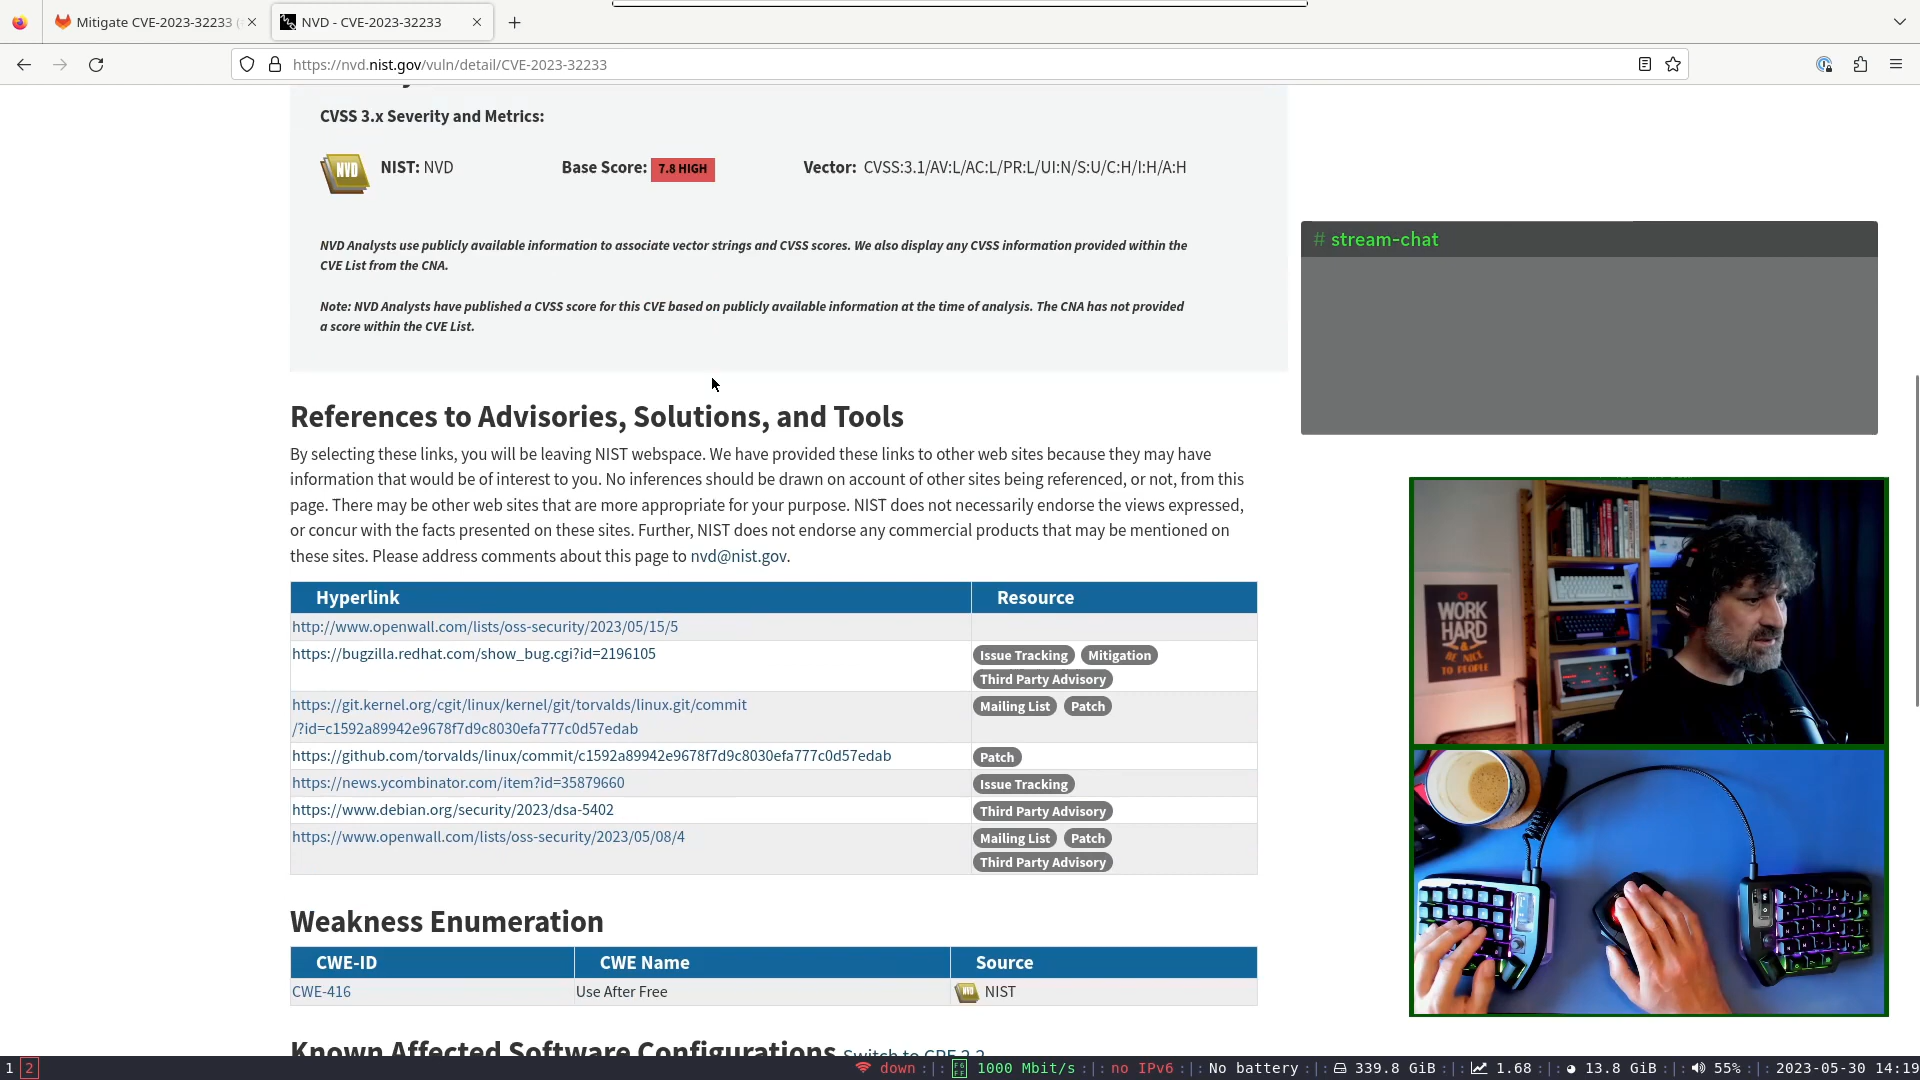 Mitigate CVE-2023-32233
NVD - CVE-2023-32233
https://nvd.nist.gov/vuln/detail/CVE-2023-32233
CVSS 3.x Severity and Metrics:
NVD
NIST: NVD
Base Score: 7.8 HIGH
Vector: CVSS:3.1/AV:L/AC:L/PR:L/UI:N/S:U/C:H/I:H/A:H
NVD Analysts use publicly available information to associate vector strings and CVSS scores. We also display any CVSS information provided within the
CVE List from the CNA.
Note: NVD Analysts have published a CVSS score for this CVE based on publicly available information at the time of analysis. The CNA has not provided
a score within the CVE List.
References to Advisories, Solutions, and Tools
By selecting these links, you will be leaving NIST webspace. We have provided these links to other web sites because they may have
information that would be of interest to you. No inferences should be drawn on account of other sites being referenced, or not, from this
page. There may be other web sites that are more appropriate for your purpose. NIST does not necessarily endorse the views expressed,
or concur with the facts presented on these sites. Further, NIST does not endorse any commercial products that may be mentioned on
these sites. Please address comments about this page to nvd@nist.gov.
Hyperlink Resource
http://www.openwall.com/lists/oss-security/2023/05/15/5
https://bugzilla.redhat.com/show_bug.cgi?id=2196105 Issue Tracking Mitigation
Third Party Advisory
https://git.kernel.org/cgit/linux/kernel/git/torvalds/linux.git/commit Mailing List Patch
/?id=c1592a89942e9678f7d9c8030efa777c0d57edab
https://github.com/torvalds/linux/commit/c1592a89942e9678f7d9c8030efa777c0d57edab Patch
https://news.ycombinator.com/item?id=35879660 Issue Tracking
https://www.debian.org/security/2023/dsa-5402 Third Party Advisory
https://www.openwall.com/lists/oss-security/2023/05/08/4 Mailing List Patch
Third Party Advisory
Weakness Enumeration
CWE-ID CWE Name Source
CWE-416 Use After Free NIST
Known Affected Software Configurations Switch to CPE 2.2
# stream-chat
WORK
HARD
& BE NICE
TO PEOPLE
1 2
down :|: 1000 Mbit/s :|: no IPv6 :|: No battery :|: 339.8 GiB :|: 1.68 :|: 13.8 GiB :|: 55% :|: 2023-05-30 14:19